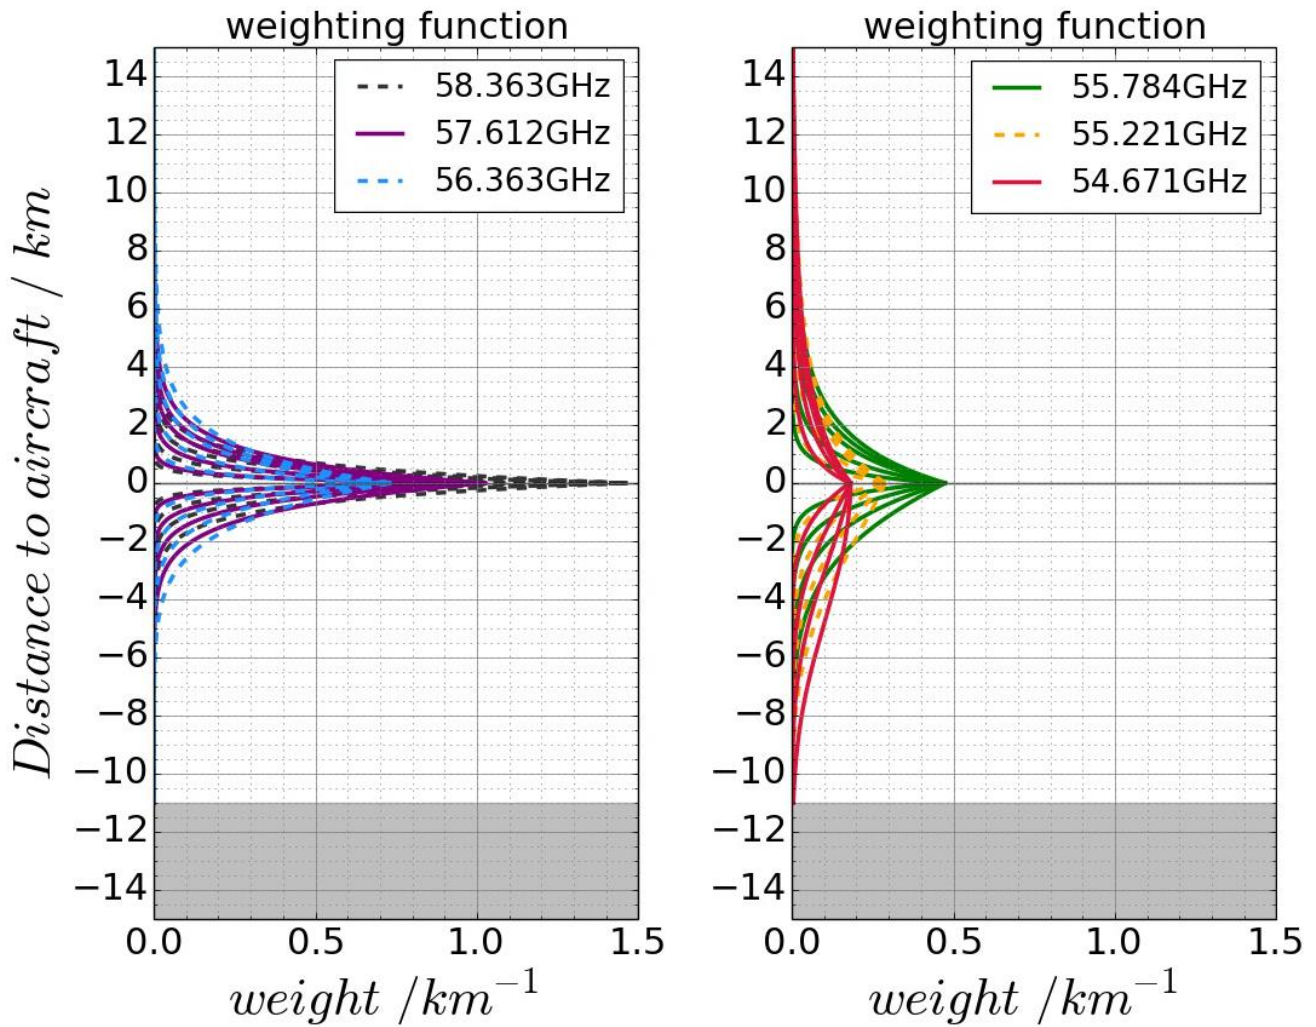 weighting function
58.363GHz
57.612GHz
56.363GHz
14
12
10
8
6
4
2
0
−2
−4
−6
−8
−10
−12
−14
Distance to aircraft / km
0.0 0.5 1.0 1.5
weight /km⁻¹
weighting function
55.784GHz
55.221GHz
54.671GHz
14
12
10
8
6
4
2
0
−2
−4
−6
−8
−10
−12
−14
0.0 0.5 1.0 1.5
weight /km⁻¹